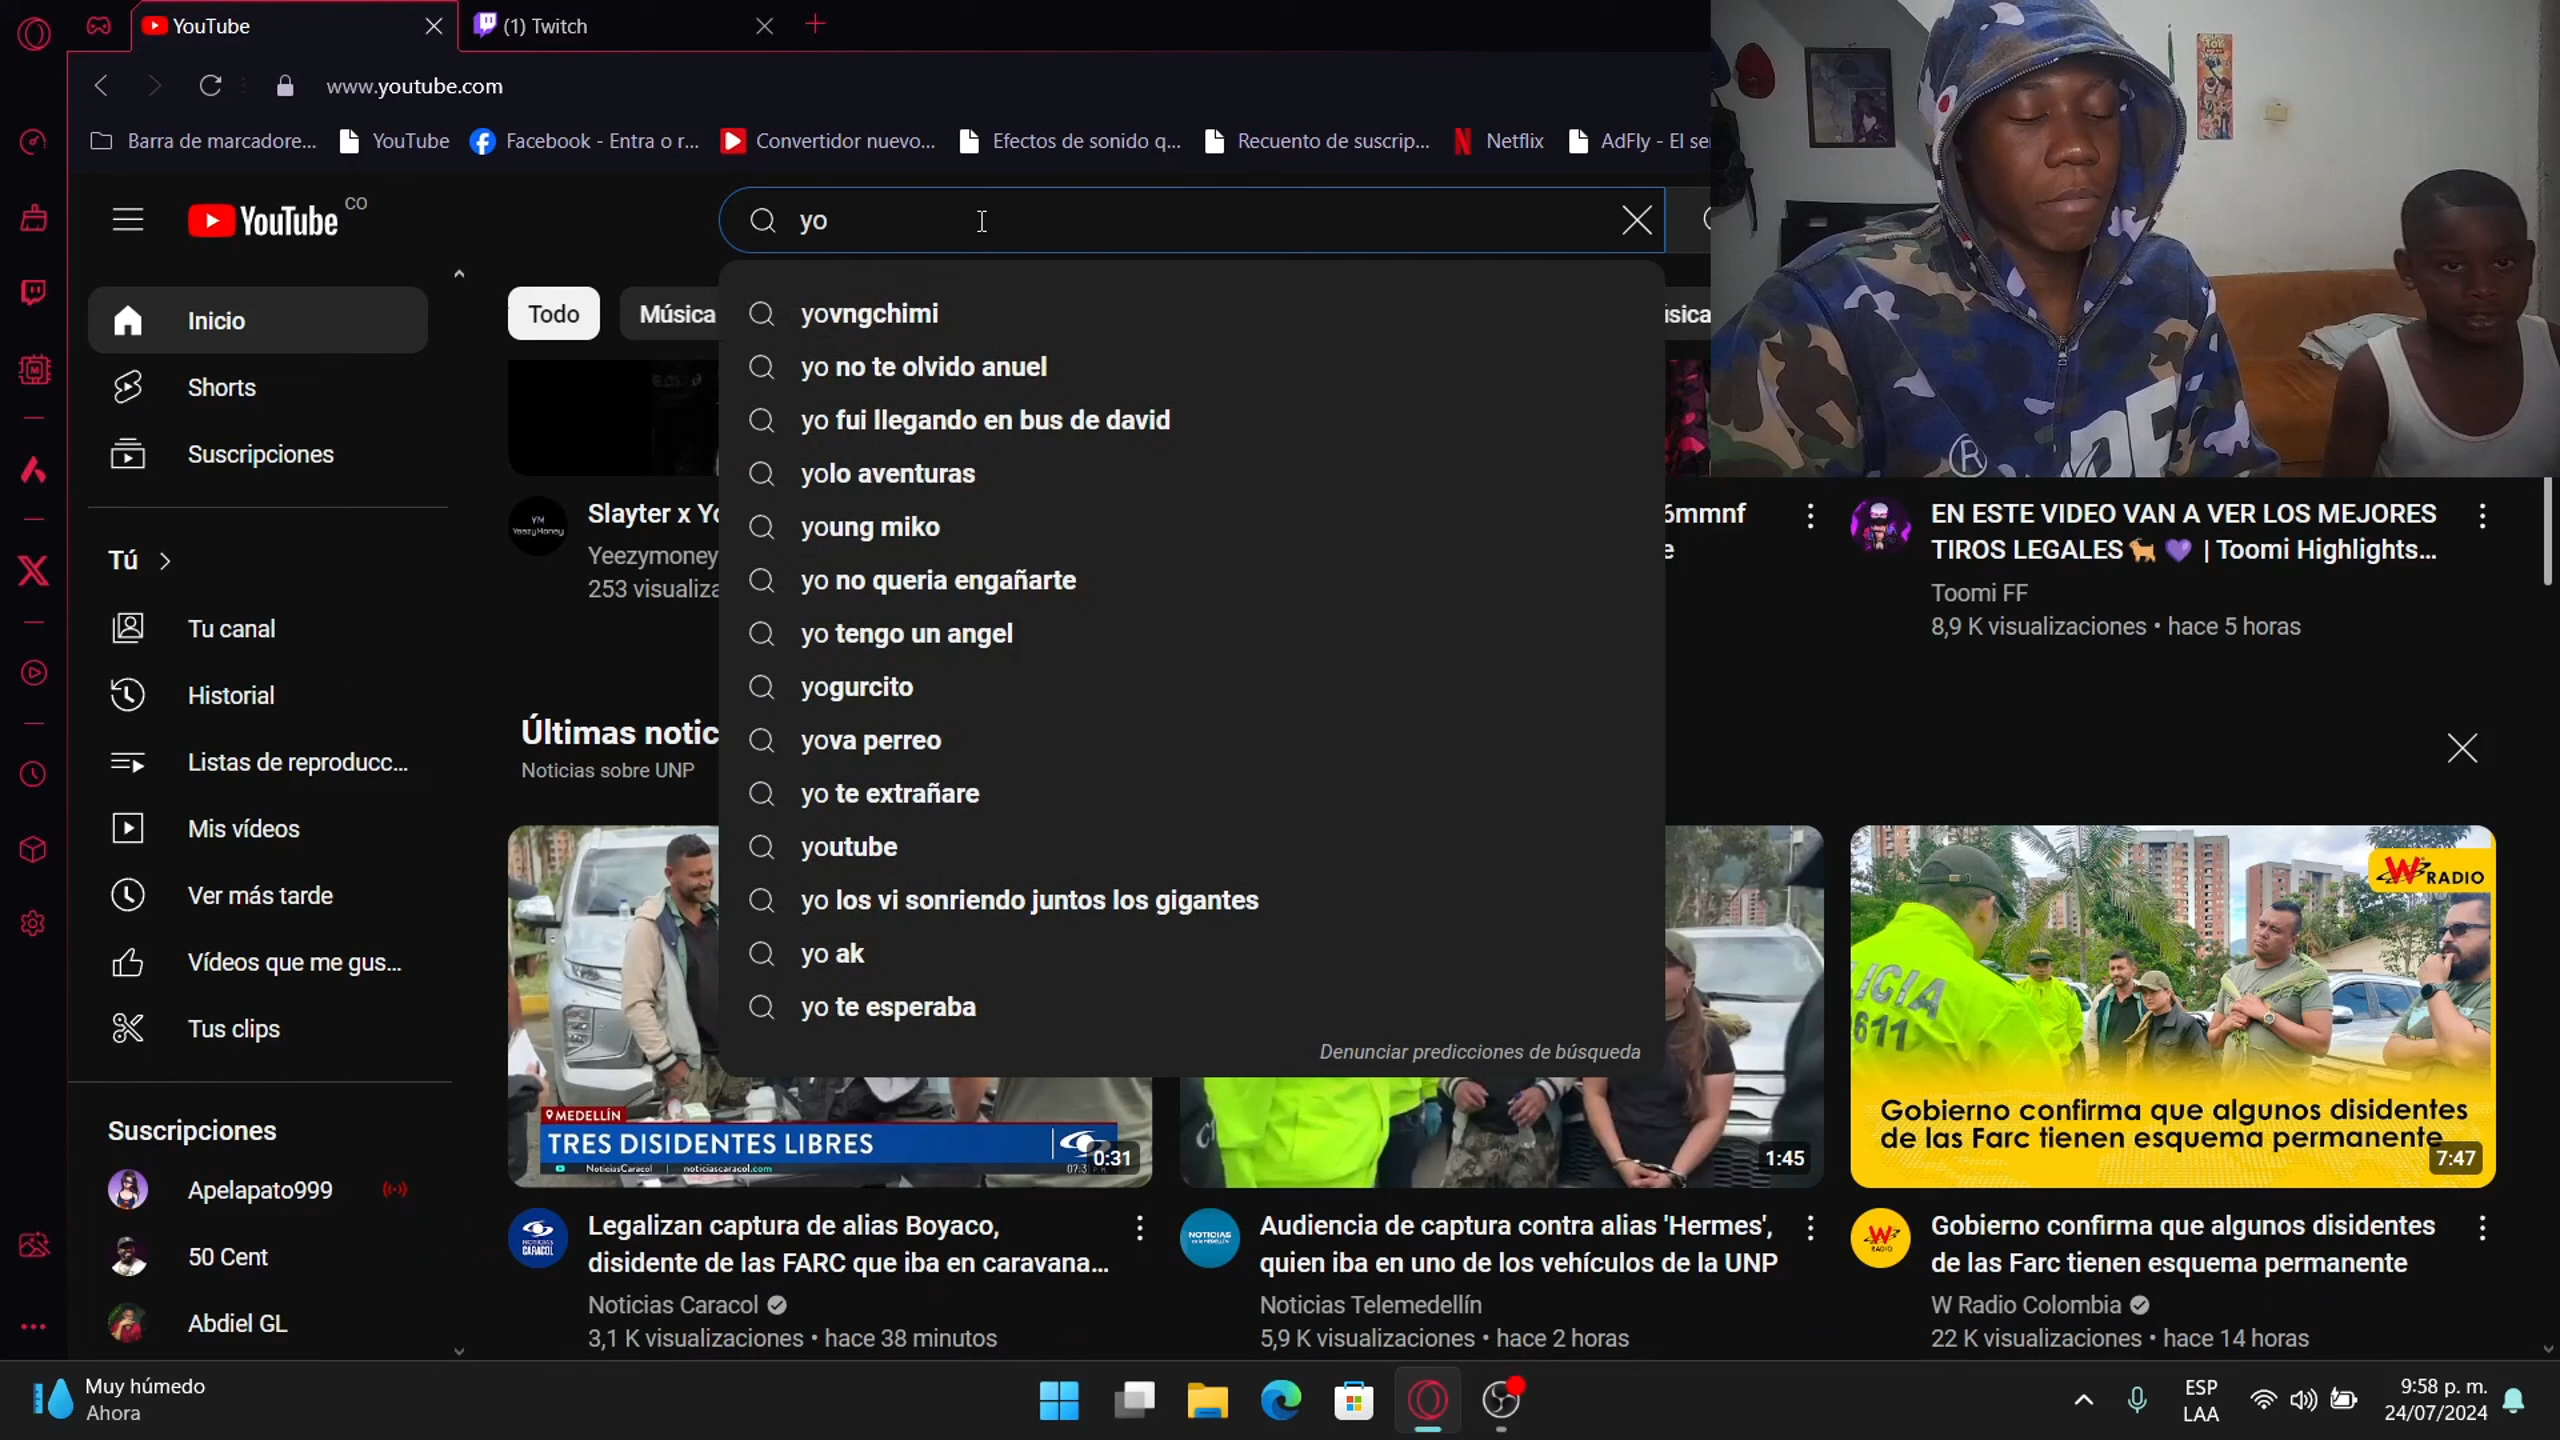 YouTube
(1) Twitch
www.youtube.com
Barra de marcadore...
YouTube
Facebook - Entra o r...
Convertidor nuevo...
Efectos de sonido q...
Recuento de suscrip...
Netflix
AdFly - El se
YouTube CO
yo
Inicio
Shorts
Suscripciones
Tú
Tu canal
Historial
Listas de reproducc...
Mis vídeos
Ver más tarde
Vídeos que me gus...
Tus clips
Suscripciones
Apelapato999
50 Cent
Abdiel GL
Todo
Música
yovngchimi
yo no te olvido anuel
yo fui llegando en bus de david
yolo aventuras
young miko
yo no queria engañarte
yo tengo un angel
yogurcito
yova perreo
yo te extrañare
youtube
yo los vi sonriendo juntos los gigantes
yo ak
yo te esperaba
Denunciar predicciones de búsqueda
YM
YeezyMoney
Slayter x Yo
Yeezymoney
253 visualiza
6mmnf
EN ESTE VIDEO VAN A VER LOS MEJORES
TIROS LEGALES🐕💜 | Toomi Highlights...
Toomi FF
8,9 K visualizaciones • hace 5 horas
Últimas notic
Noticias sobre UNP
MEDELLÍN
TRES DISIDENTES LIBRES
NoticiasCaracol
noticiascaracol.com
0:31
1:45
W RADIO
LICIA
611
Gobierno confirma que algunos disidentes
de las Farc tienen esquema permanente
7:47
NOTICIAS
CARACOL
Legalizan captura de alias Boyaco,
disidente de las FARC que iba en caravana...
Noticias Caracol
3,1 K visualizaciones • hace 38 minutos
NOTICIAS
Audiencia de captura contra alias 'Hermes',
quien iba en uno de los vehículos de la UNP
Noticias Telemedellín
5,9 K visualizaciones • hace 2 horas
W
RADIO
Gobierno confirma que algunos disidentes
de las Farc tienen esquema permanente
W Radio Colombia
22 K visualizaciones • hace 14 horas
Muy húmedo
Ahora
ESP
LAA
9:58 p. m.
24/07/2024